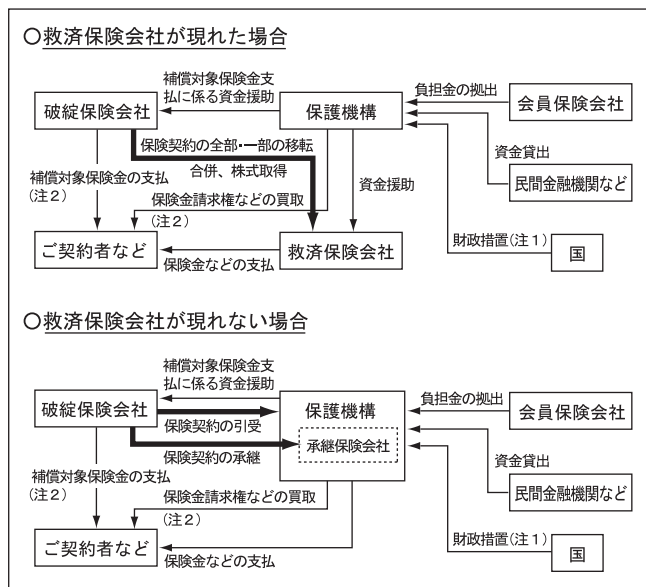 ○救済保険会社が現れた場合
補償対象保険金支
払に係る資金援助
負担金の拠出
破綻保険会社
保護機構
会員保険会社
保険契約の全部・一部の移転
合併、株式取得
資金貸出
補償対象保険金の支払
(注2)
保険金請求権などの買取
(注2)
資金援助
民間金融機関など
ご契約者など
救済保険会社
財政措置(注1)
国
保険金などの支払
○救済保険会社が現れない場合
補償対象保険金支
払に係る資金援助
負担金の拠出
破綻保険会社
保護機構
会員保険会社
保険契約の引受
承継保険会社
保険契約の承継
資金貸出
補償対象保険金の支払
(注2)
保険金請求権などの買取
(注2)
民間金融機関など
ご契約者など
財政措置(注1)
国
保険金などの支払